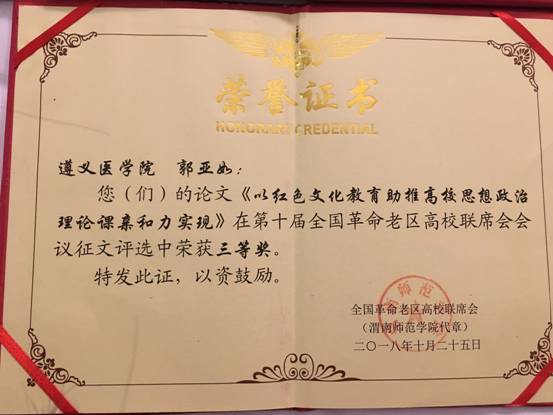 荣誉证书
HONORARY CREDENTIAL
遵义医学院 郭亚如：
您（们）的论文《以红色文化教育助推高校思想政治
理论课亲和力实现》在第十届全国革命老区高校联席会会
议征文评选中荣获三等奖。
特发此证，以资鼓励。
全国革命老区高校联席会
（渭南师范学院代章）
二〇一八年十月二十五日